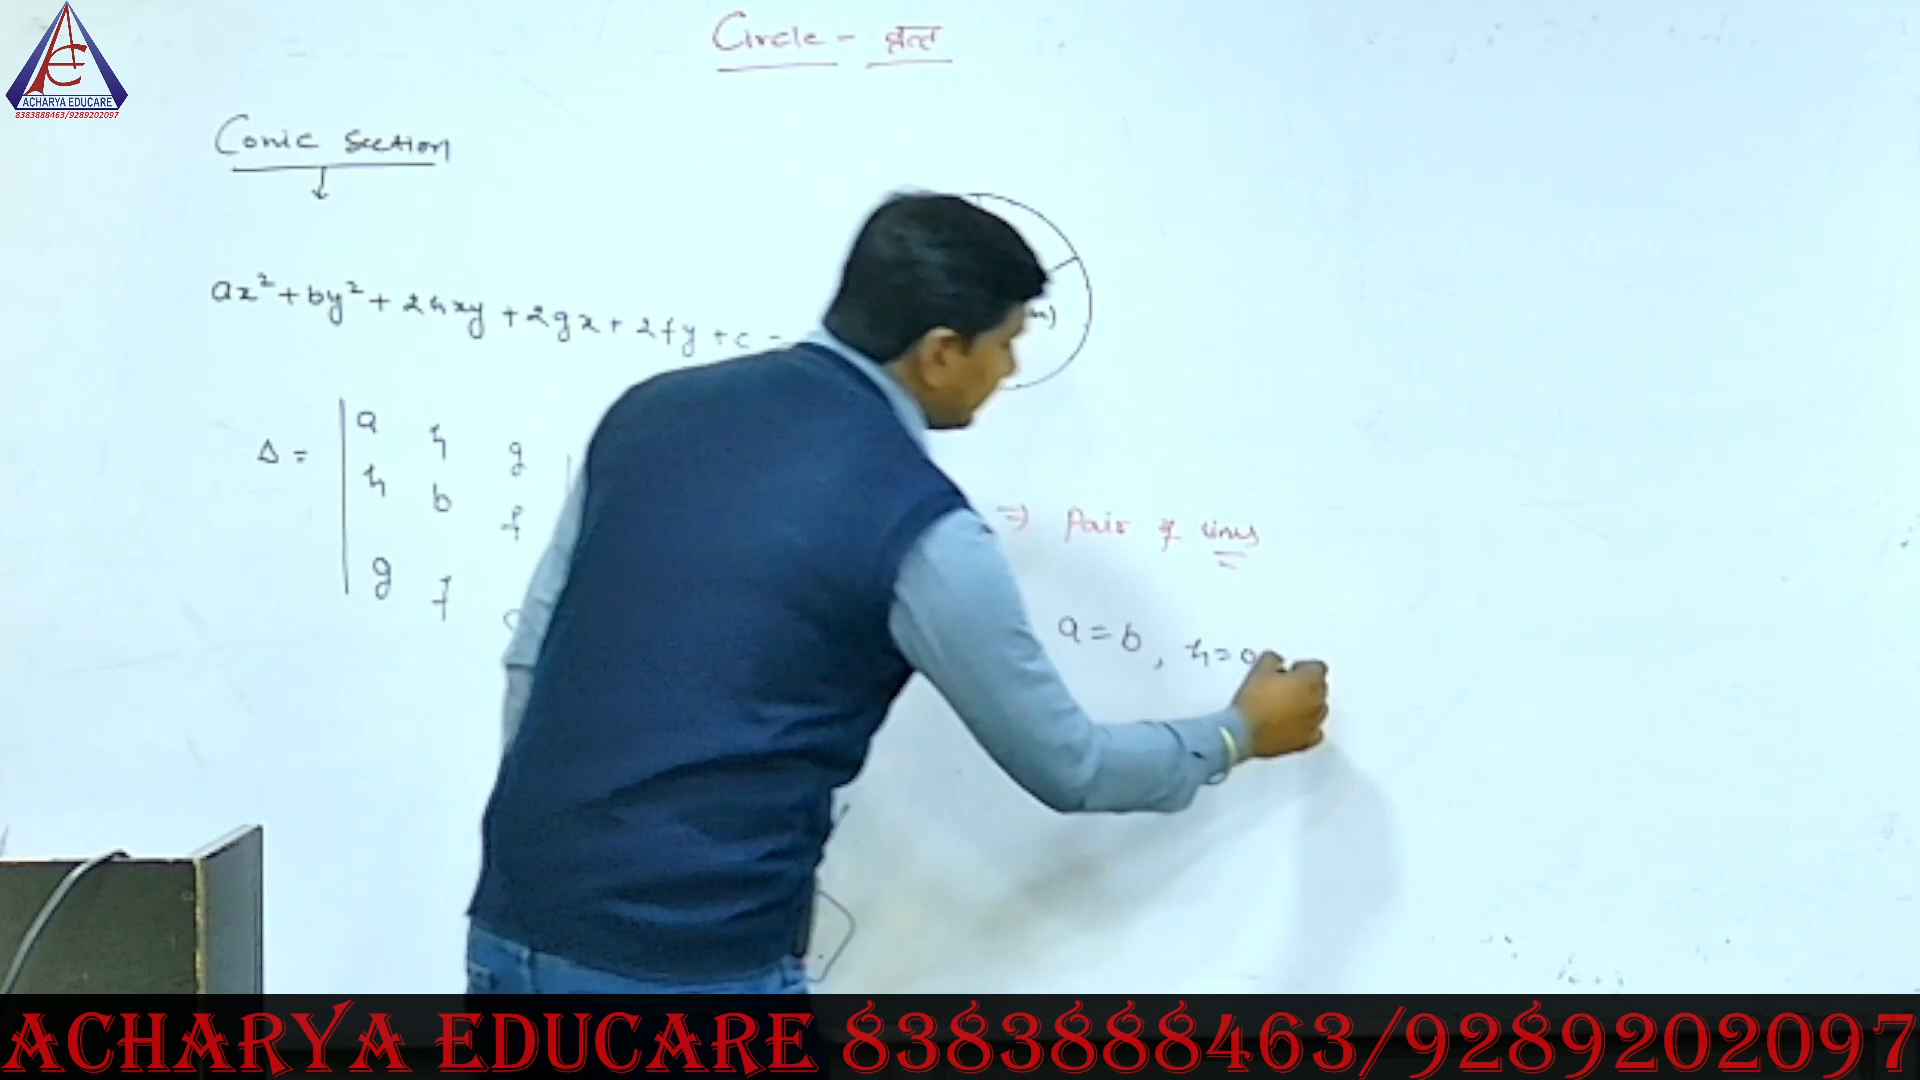 Circle - वृत्त
ACHARYA EDUCARE
8383888463/9289202097
Conic Section
ax² + by² + 2hxy + 2gx + 2fy + c =
Δ =
a h g
h b f
g f
⇒ Pair of lines
a = b , h = 0
ACHARYA EDUCARE 8383888463/9289202097